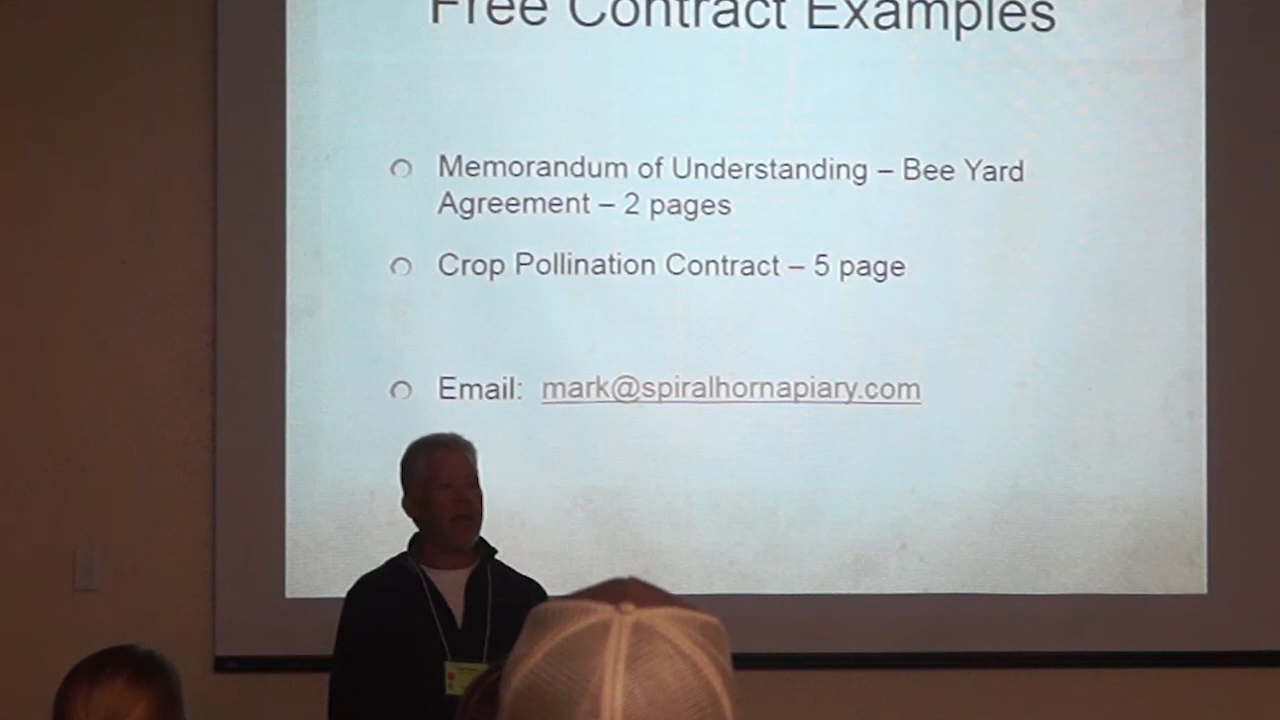 Free Contract Examples
Memorandum of Understanding – Bee Yard
Agreement – 2 pages
Crop Pollination Contract – 5 page
Email: mark@spiralhornapiary.com